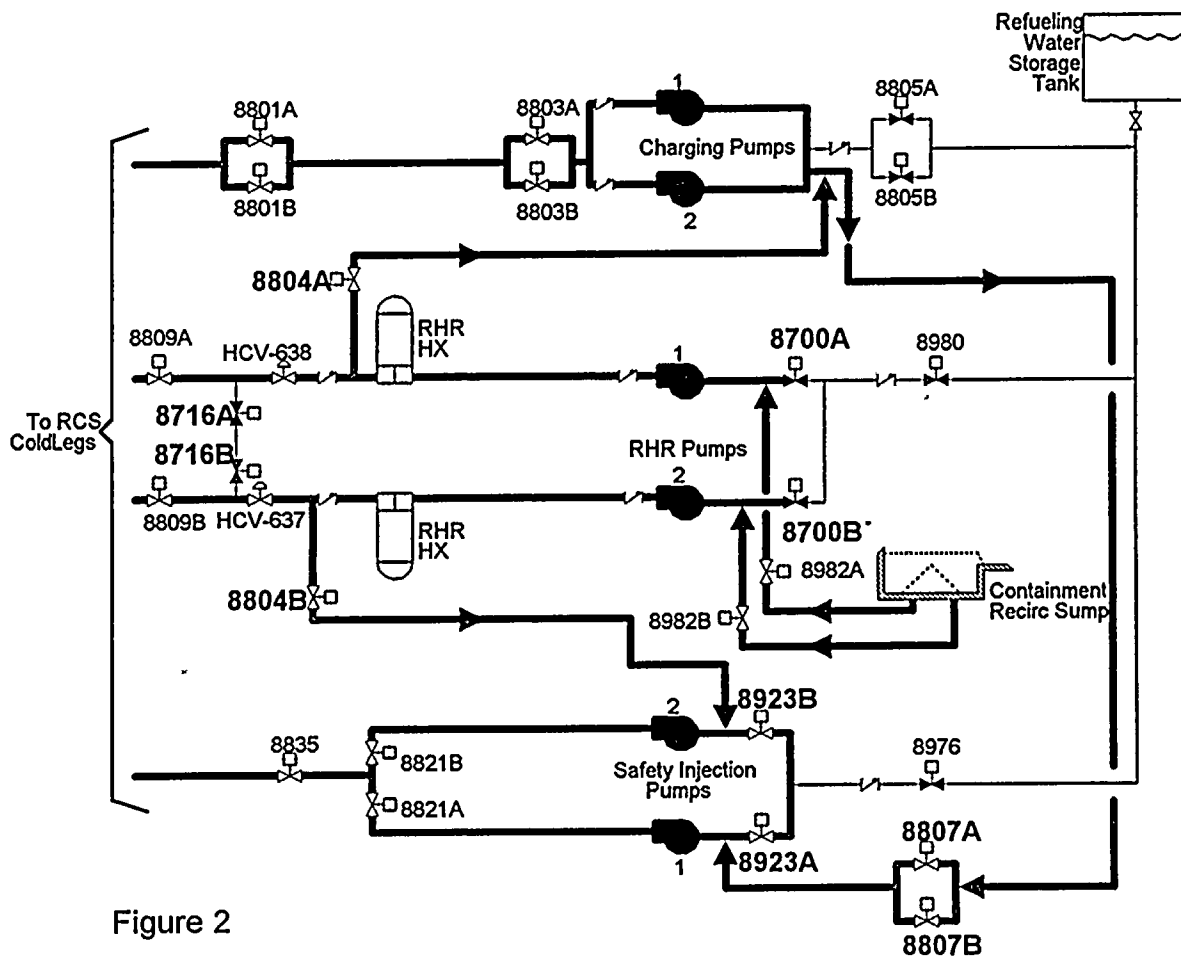 Refueling
Water
Storage
Tank
8801A
8803A
1
8805A
Charging Pumps
8801B
8803B
2
8805B
8804A
8809A
HCV-638
RHR
HX
1
8700A
8980
To RCS
ColdLegs
8716A
8716B
RHR Pumps
2
8809B
HCV-637
RHR
HX
8700B
8804B
8982A
8982B
Containment
Recirc Sump
8923B
2
8835
8821B
8976
Safety Injection
Pumps
8821A
1
8923A
8807A
8807B
Figure 2